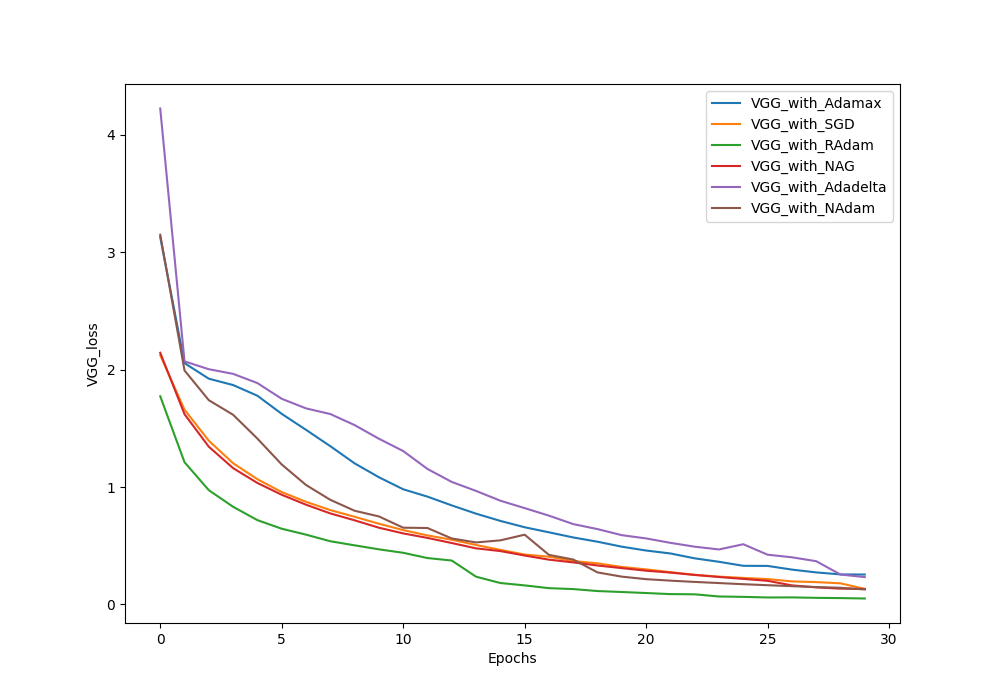 VGG_with_Adamax
VGG_with_SGD
VGG_with_RAdam
VGG_with_NAG
VGG_with_Adadelta
VGG_with_NAdam
4
3
2
1
0
VGG_loss
0 5 10 15 20 25 30
Epochs